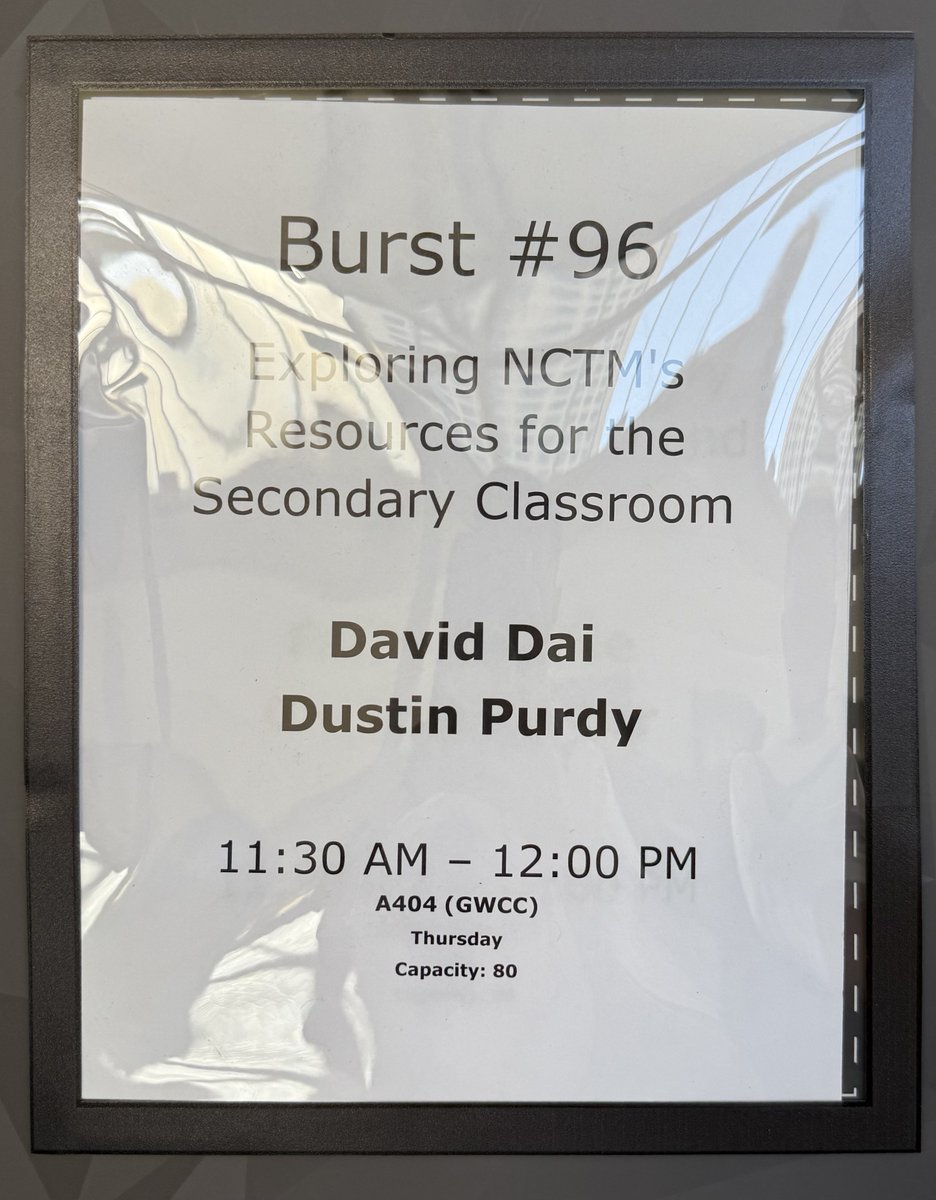 Burst #96
Exploring NCTM's
Resources for the
Secondary Classroom
David Dai
Dustin Purdy
11:30 AM – 12:00 PM
A404 (GWCC)
Thursday
Capacity: 80